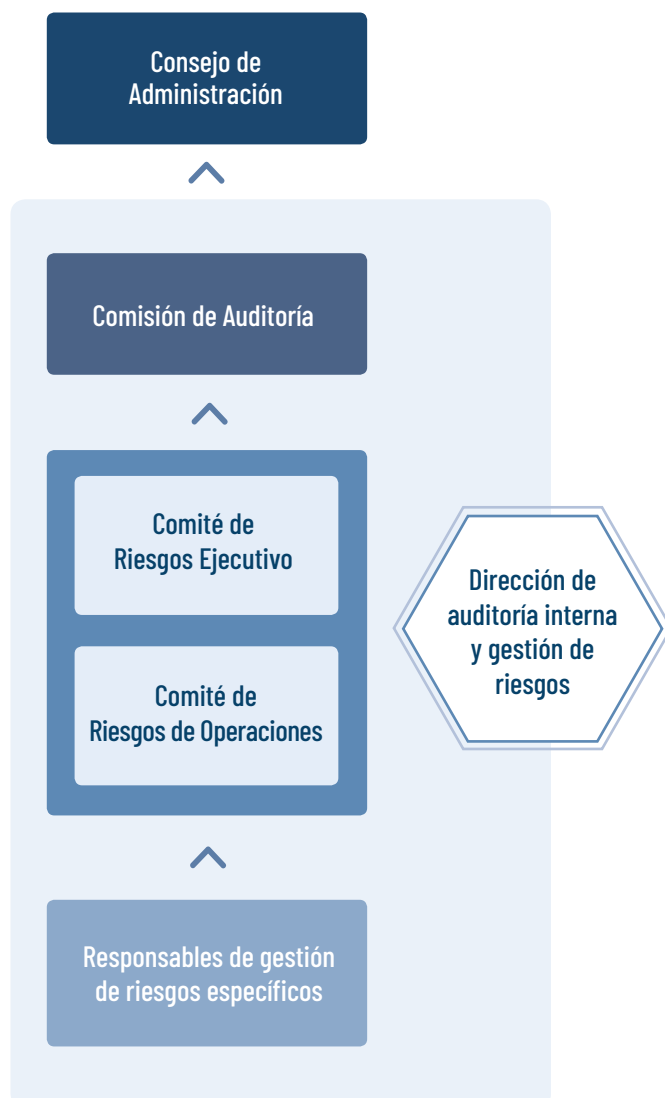 Consejo de
Administración
Comisión de Auditoría
Comité de
Riesgos Ejecutivo
Comité de
Riesgos de Operaciones
Dirección de
auditoría interna
y gestión de
riesgos
Responsables de gestión
de riesgos específicos